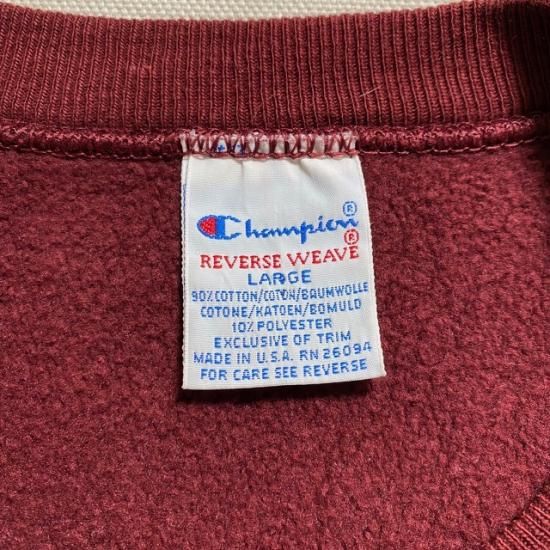 Champion®
REVERSE WEAVE®
LARGE
90% COTTON/COTON/BAUMWOLLE
COTONE/KATOEN/BOMULD
10% POLYESTER
EXCLUSIVE OF TRIM
MADE IN U.S.A. RN 26094
FOR CARE SEE REVERSE